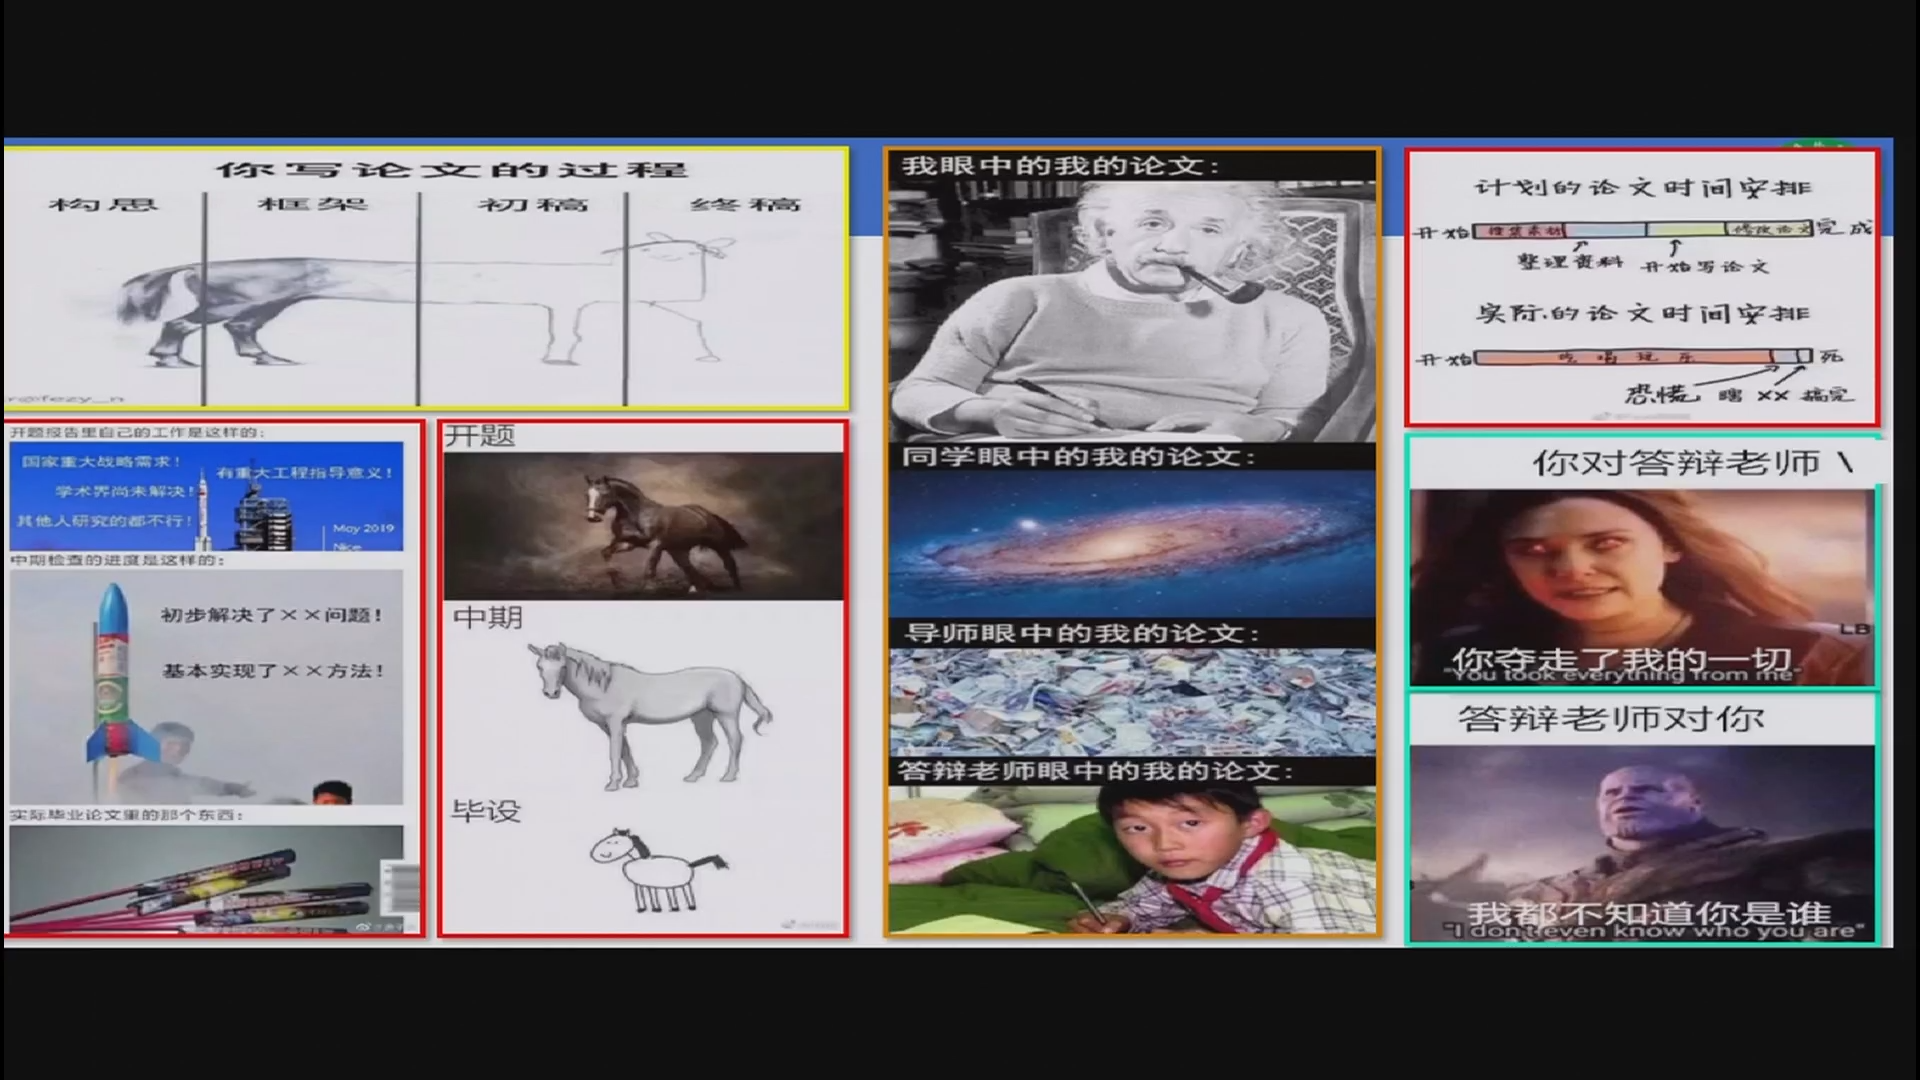 你写论文的过程
构思
框架
初稿
终稿
开题报告里自己的工作是这样的:
国家重大战略需求!
有重大工程指导意义!
学术界尚未解决!
其他人研究的都不行!
May 2019
Nice
中期检查的进度是这样的:
初步解决了××问题!
基本实现了××方法!
实际毕业论文里的那个东西:
开题
中期
毕设
我眼中的我的论文:
同学眼中的我的论文:
导师眼中的我的论文:
答辩老师眼中的我的论文:
计划的论文时间安排
开始
搜集素材
修改论文
完成
整理资料
开始写论文
实际的论文时间安排
开始
吃喝玩乐
死
恐慌
瞎××搞完
你对答辩老师\
LB
你夺走了我的一切
"You took everything from me"
答辩老师对你
我都不知道你是谁
"I don't even know who you are"